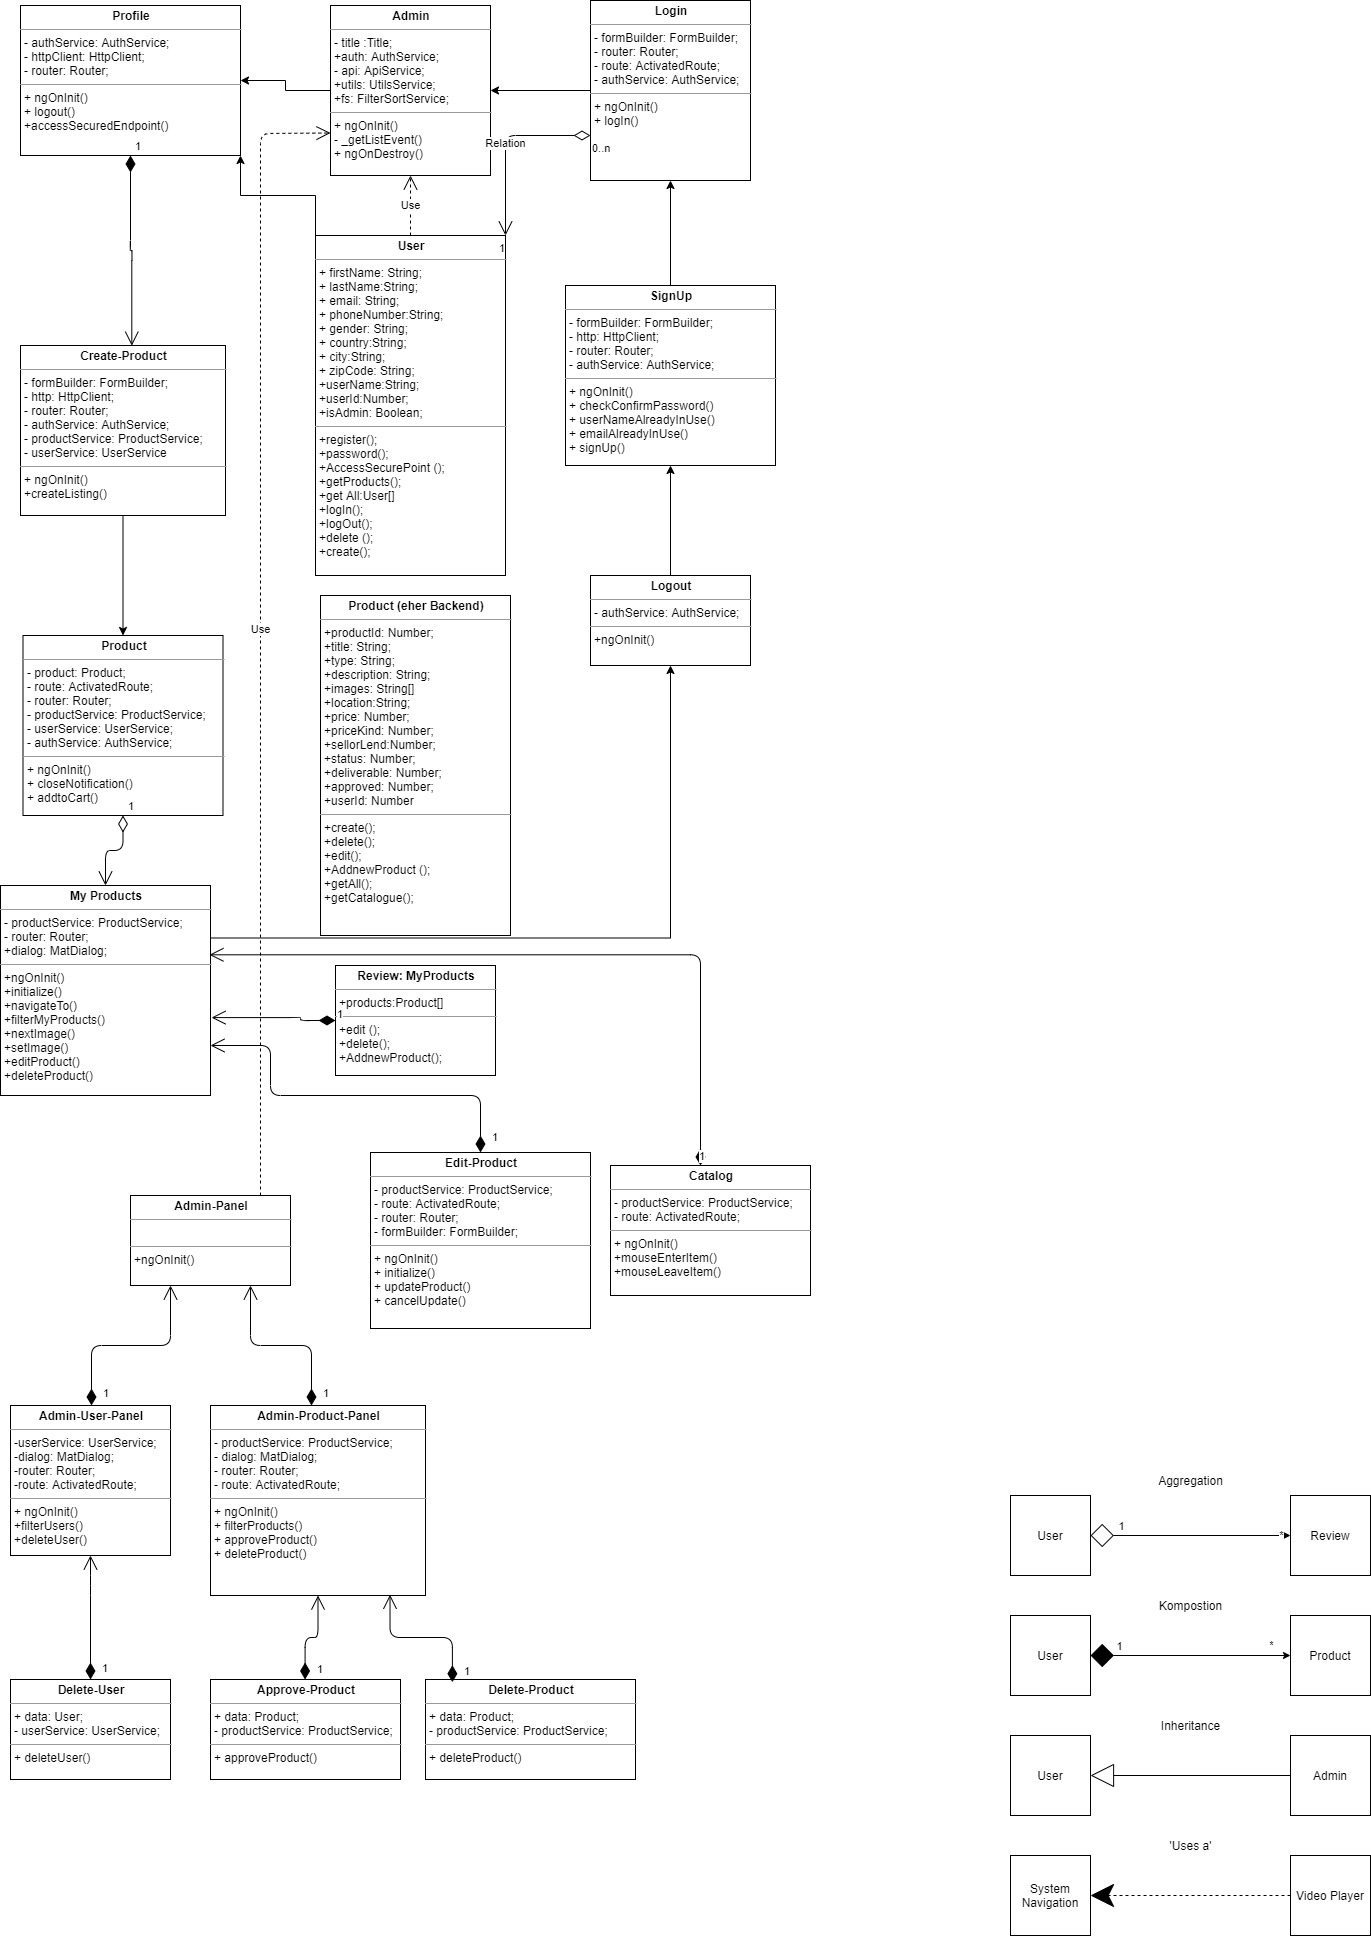 Profile
- authService: AuthService;
- httpClient: HttpClient;
- router: Router;
+ ngOnInit()
+ logout()
+accessSecuredEndpoint()
1
Admin
- title :Title;
+auth: AuthService;
- api: ApiService;
+utils: UtilsService;
+fs: FilterSortService;
+ ngOnInit()
- _getListEvent()
+ ngOnDestroy()
Login
- formBuilder: FormBuilder;
- router: Router;
- route: ActivatedRoute;
- authService: AuthService;
+ ngOnInit()
+ logIn()
0..n
Relation
Use
1
User
+ firstName: String;
+ lastName:String;
+ email: String;
+ phoneNumber:String;
+ gender: String;
+ country:String;
+ city:String;
+ zipCode: String;
+userName:String;
+userId:Number;
+isAdmin: Boolean;
+register();
+password();
+AccessSecurePoint ();
+getProducts();
+get All:User[]
+logIn();
+logOut();
+delete ();
+create();
SignUp
- formBuilder: FormBuilder;
- http: HttpClient;
- router: Router;
- authService: AuthService;
+ ngOnInit()
+ checkConfirmPassword()
+ userNameAlreadyInUse()
+ emailAlreadyInUse()
+ signUp()
Create-Product
- formBuilder: FormBuilder;
- http: HttpClient;
- router: Router;
- authService: AuthService;
- productService: ProductService;
- userService: UserService
+ ngOnInit()
+createListing()
Logout
- authService: AuthService;
+ngOnInit()
Use
Product
- product: Product;
- route: ActivatedRoute;
- router: Router;
- productService: ProductService;
- userService: UserService;
- authService: AuthService;
+ ngOnInit()
+ closeNotification()
+ addtoCart()
1
Product (eher Backend)
+productId: Number;
+title: String;
+type: String;
+description: String;
+images: String[]
+location:String;
+price: Number;
+priceKind: Number;
+sellorLend:Number;
+status: Number;
+deliverable: Number;
+approved: Number;
+userId: Number
+create();
+delete();
+edit();
+AddnewProduct ();
+getAll();
+getCatalogue();
My Products
- productService: ProductService;
- router: Router;
+dialog: MatDialog;
+ngOnInit()
+initialize()
+navigateTo()
+filterMyProducts()
+nextImage()
+setImage()
+editProduct()
+deleteProduct()
Review: MyProducts
+products:Product[]
1
+edit ();
+delete();
+AddnewProduct();
1
Edit-Product
- productService: ProductService;
- route: ActivatedRoute;
- router: Router;
- formBuilder: FormBuilder;
+ ngOnInit()
+ initialize()
+ updateProduct()
+ cancelUpdate()
1
Catalog
- productService: ProductService;
- route: ActivatedRoute;
+ ngOnInit()
+mouseEnterItem()
+mouseLeaveItem()
Admin-Panel
+ngOnInit()
1
Admin-User-Panel
-userService: UserService;
-dialog: MatDialog;
-router: Router;
-route: ActivatedRoute;
+ ngOnInit()
+filterUsers()
+deleteUser()
1
Admin-Product-Panel
- productService: ProductService;
- dialog: MatDialog;
- router: Router;
- route: ActivatedRoute;
+ ngOnInit()
+ filterProducts()
+ approveProduct()
+ deleteProduct()
1
Delete-User
+ data: User;
- userService: UserService;
+ deleteUser()
1
Approve-Product
+ data: Product;
- productService: ProductService;
+ approveProduct()
1
Delete-Product
+ data: Product;
- productService: ProductService;
+ deleteProduct()
Aggregation
User
1
*
Review
Kompostion
User
1
*
Product
Inheritance
User
Admin
'Uses a'
System
Navigation
Video Player